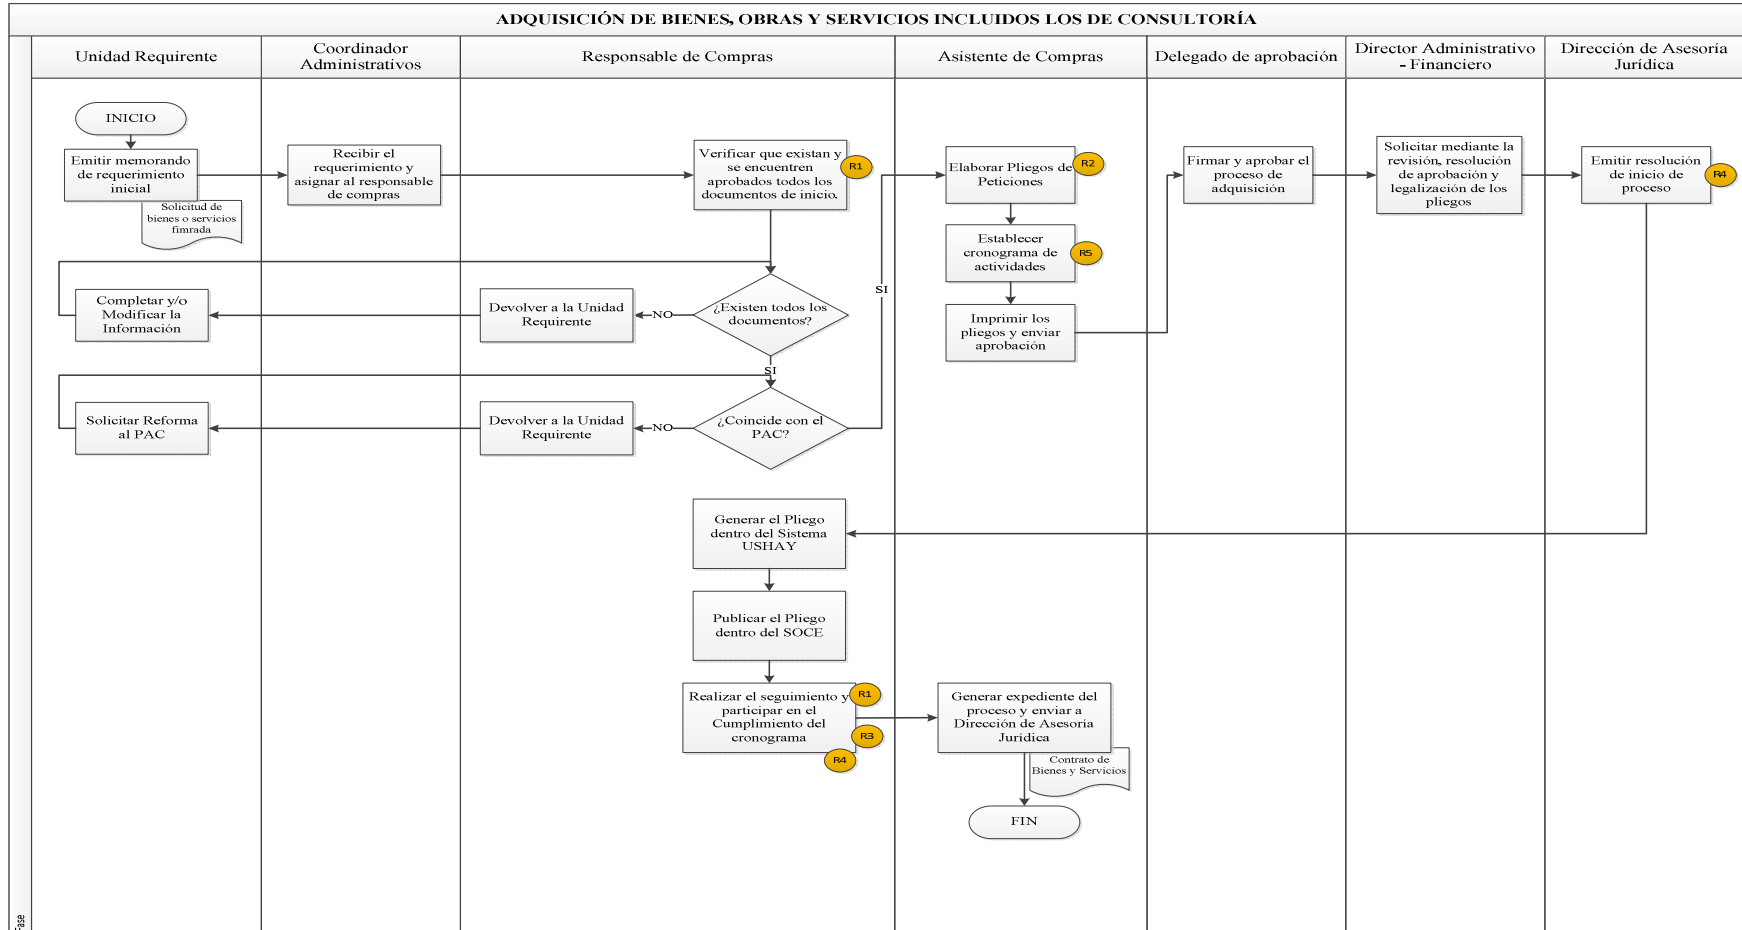 ADQUISICIÓN DE BIENES, OBRAS Y SERVICIOS INCLUIDOS LOS DE CONSULTORÍA
Unidad Requirente
Coordinador
Administrativos
Responsable de Compras
Asistente de Compras
Delegado de aprobación
Director Administrativo
- Financiero
Dirección de Asesoría
Jurídica
INICIO
Emitir memorando
de requerimiento
inicial
Solicitud de
bienes o servicios
fimrada
Recibir el
requerimiento y
asignar al responsable
de compras
Verificar que existan y
se encuentren
aprobados todos los
documentos de inicio.
R1
Elaborar Pliegos de
Peticiones
R2
Establecer
cronograma de
actividades
R5
Imprimir los
pliegos y enviar
aprobación
Firmar y aprobar el
proceso de
adquisición
Solicitar mediante la
revisión, resolución
de aprobación y
legalización de los
pliegos
Emitir resolución
de inicio de
proceso
R4
Completar y/o
Modificar la
Información
Devolver a la Unidad
Requirente
NO
¿Existen todos los
documentos?
SI
SI
Solicitar Reforma
al PAC
Devolver a la Unidad
Requirente
NO
¿Coincide con el
PAC?
Generar el Pliego
dentro del Sistema
USHAY
Publicar el Pliego
dentro del SOCE
Realizar el seguimiento y
participar en el
Cumplimiento del
cronograma
R1
R3
R4
Generar expediente del
proceso y enviar a
Dirección de Asesoría
Jurídica
Contrato de
Bienes y Servicios
FIN
Fase